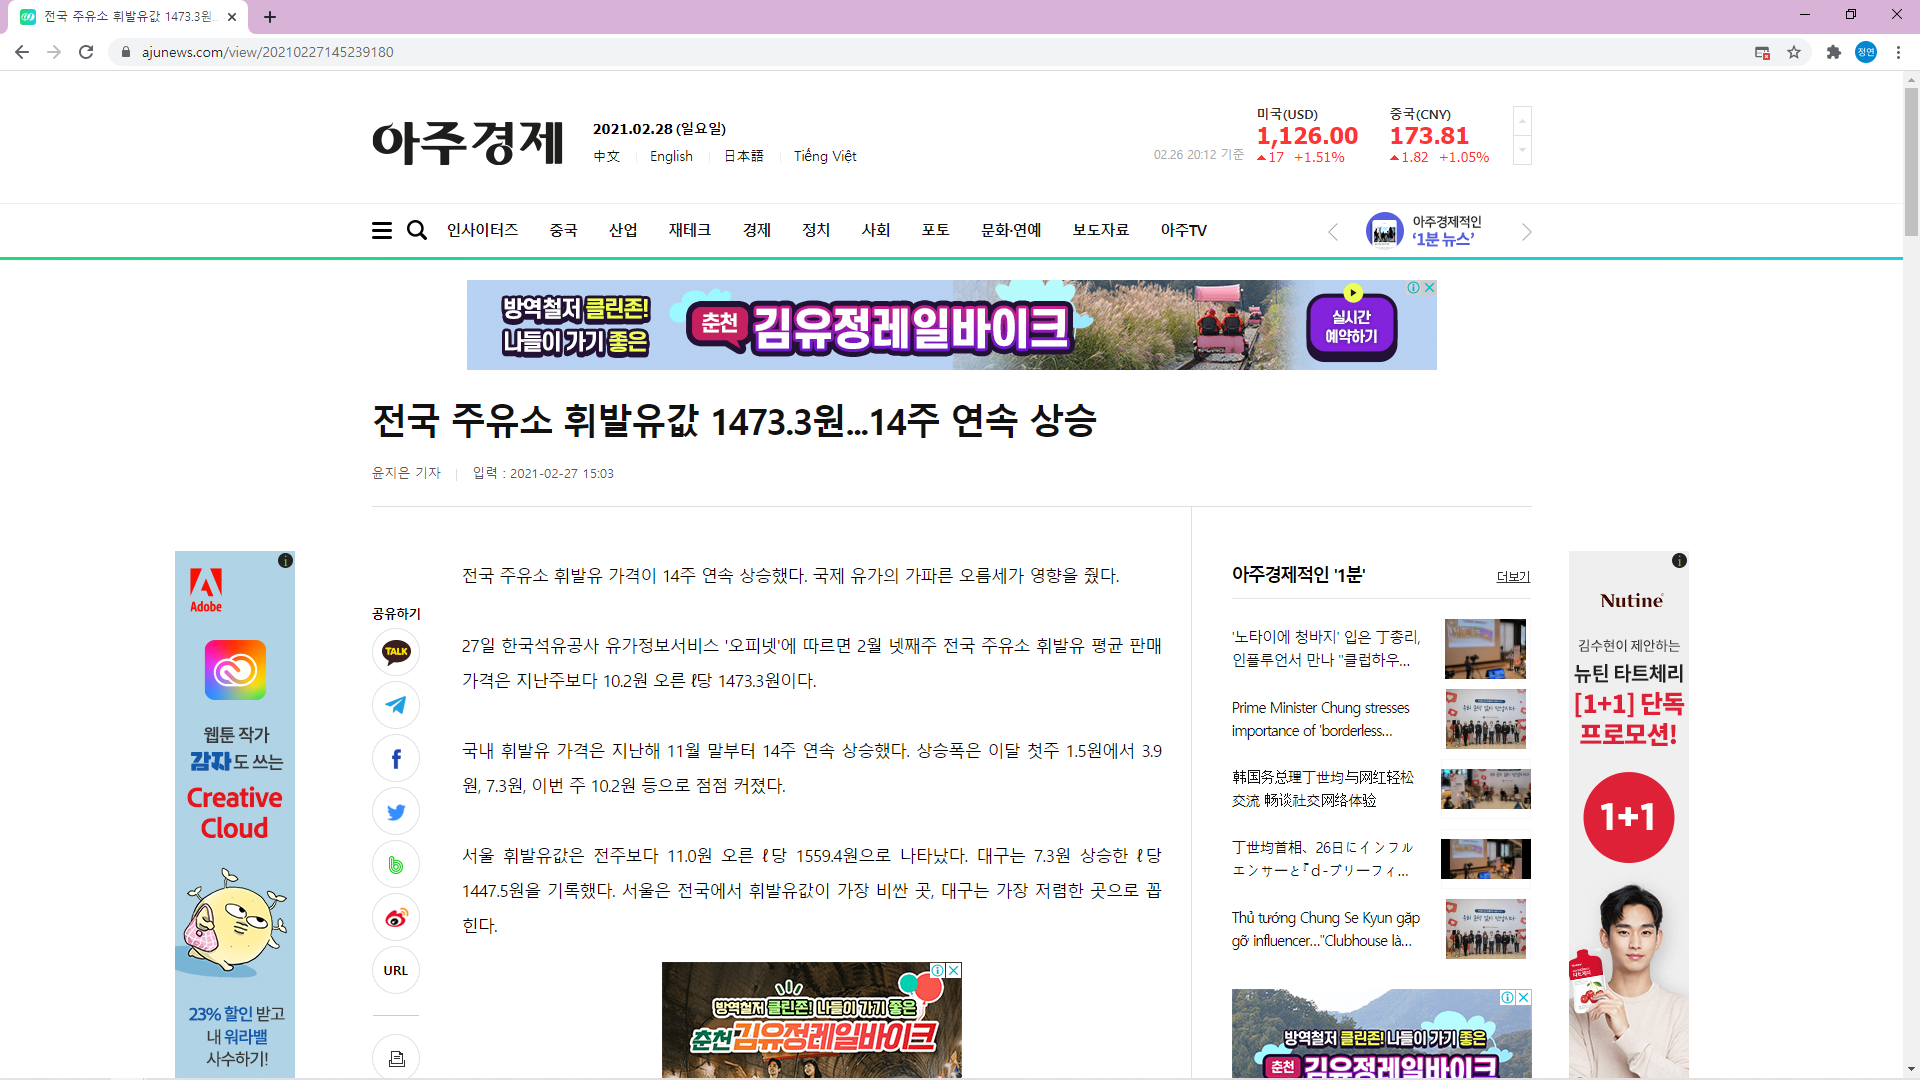 전국 주유소 휘발유값 1473.3원..
ajunews.com/view/20210227145239180
정연
아주경제
2021.02.28 (일요일)
中文 English 日本語 Tiếng Việt
02.26 20:12 기준
미국(USD)
1,126.00
17 +1.51%
중국(CNY)
173.81
1.82 +1.05%
인사이터즈 중국 산업 재테크 경제 정치 사회 포토 문화·연예 보도자료 아주TV
아주경제적인
‘1분 뉴스’
방역철저 클린존!
나들이 가기 좋은
춘천 김유정레일바이크
실시간
예약하기
전국 주유소 휘발유값 1473.3원...14주 연속 상승
윤지은 기자 입력 : 2021-02-27 15:03
전국 주유소 휘발유 가격이 14주 연속 상승했다. 국제 유가의 가파른 오름세가 영향을 줬다.
27일 한국석유공사 유가정보서비스 '오피넷'에 따르면 2월 넷째주 전국 주유소 휘발유 평균 판매
가격은 지난주보다 10.2원 오른 ℓ당 1473.3원이다.
국내 휘발유 가격은 지난해 11월 말부터 14주 연속 상승했다. 상승폭은 이달 첫주 1.5원에서 3.9
원, 7.3원, 이번 주 10.2원 등으로 점점 커졌다.
서울 휘발유값은 전주보다 11.0원 오른 ℓ당 1559.4원으로 나타났다. 대구는 7.3원 상승한 ℓ당
1447.5원을 기록했다. 서울은 전국에서 휘발유값이 가장 비싼 곳, 대구는 가장 저렴한 곳으로 꼽
힌다.
공유하기
TALK
URL
방역철저 클린존! 나들이 가기 좋은
춘천 김유정레일바이크
Adobe
웹툰 작가
감자도 쓰는
Creative
Cloud
23% 할인 받고
내 워라밸
사수하기!
아주경제적인 '1분'
더보기
'노타이에 청바지' 입은 丁총리,
인플루언서 만나 "클럽하우...
Prime Minister Chung stresses
importance of 'borderless...
韩国务总理丁世均与网红轻松
交流 畅谈社交网络体验
丁世均首相、26日にインフル
エンサーと『ｄ-ブリーフィ...
Thủ tướng Chung Se Kyun gặp
gỡ influencer..."Clubhouse là...
방역철저 클린존! 나들이 가기 좋은
춘천 김유정레일바이크
Nutine
김수현이 제안하는
뉴틴 타트체리
[1+1] 단독
프로모션!
1+1